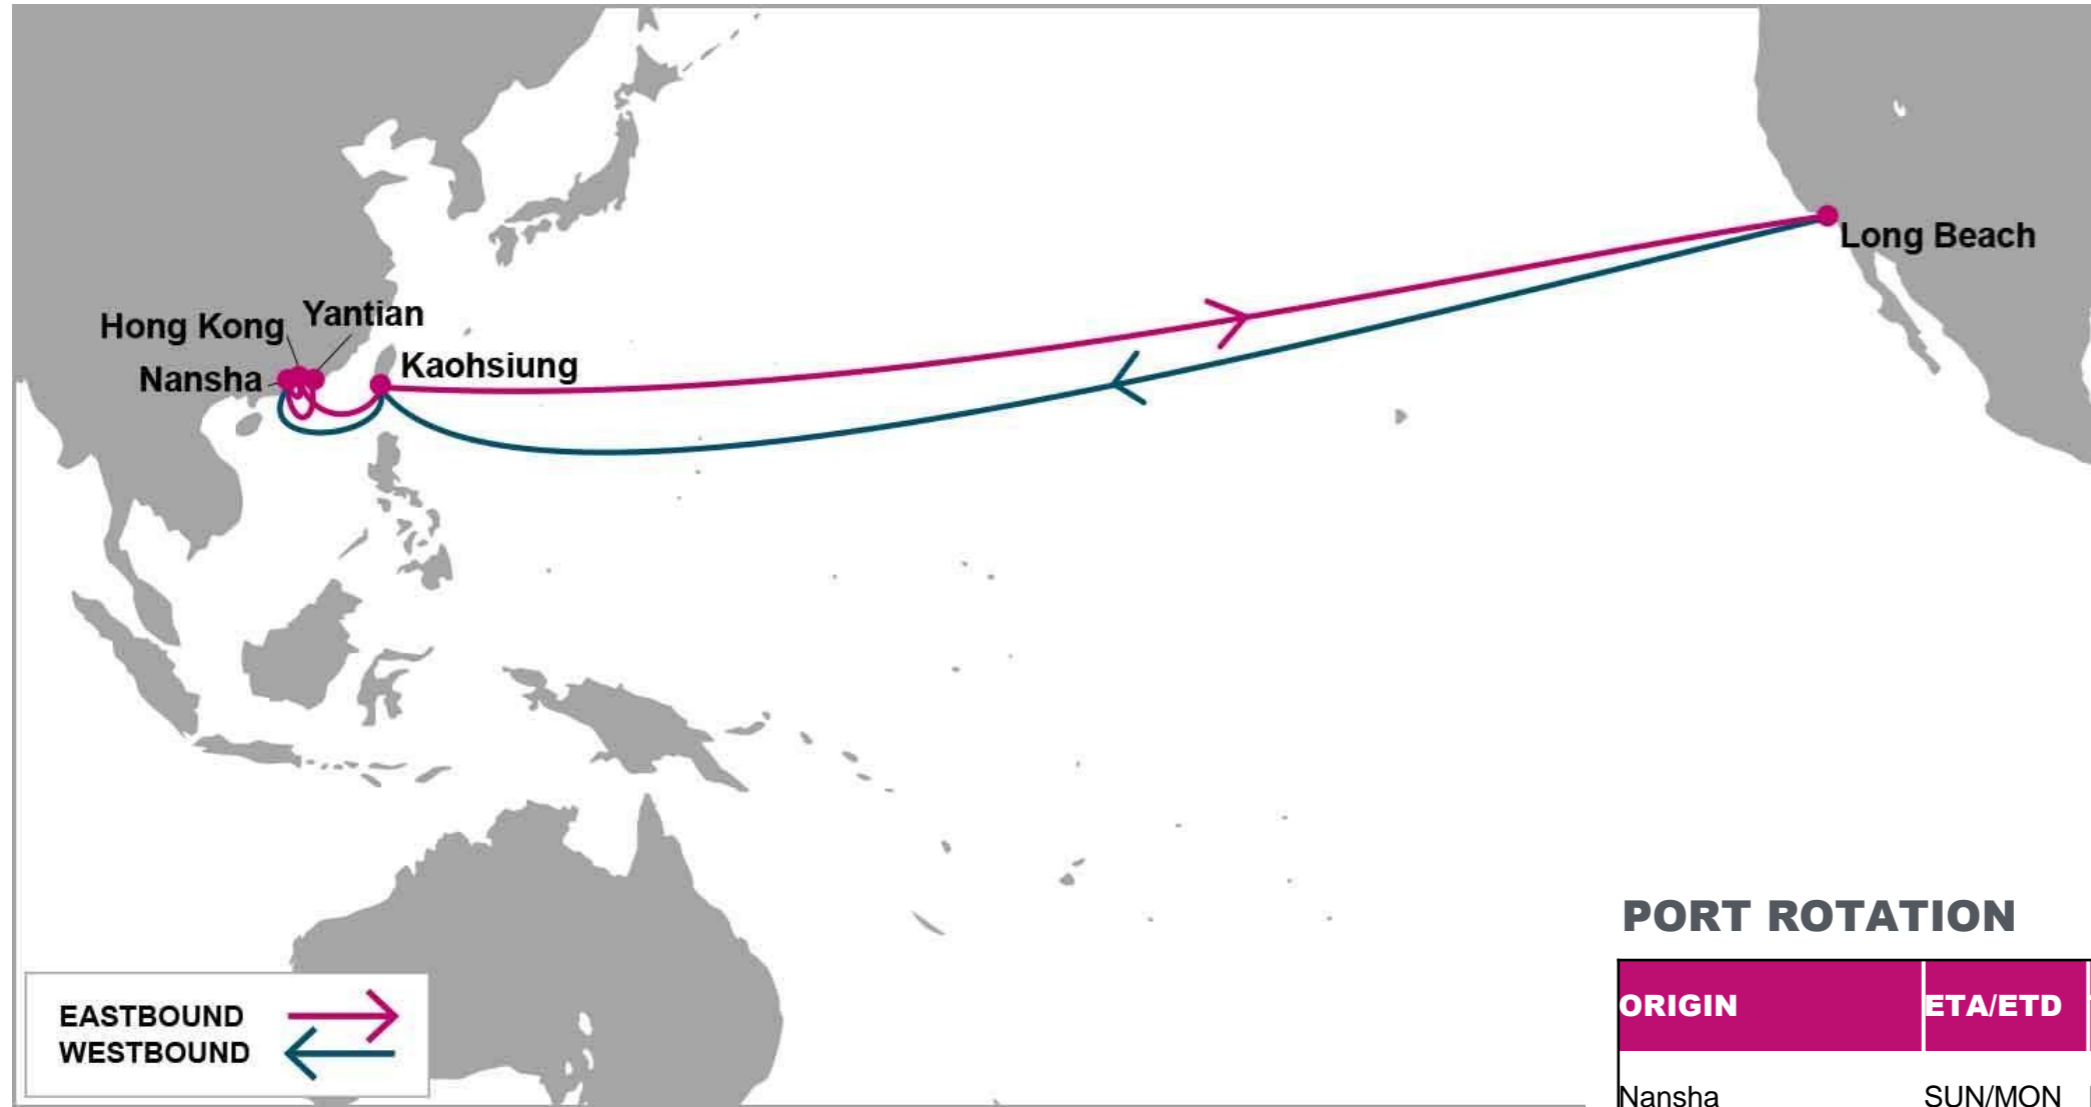 Long Beach
Yantian
Hong Kong
Kaohsiung
Nansha
PORT ROTATION
ORIGIN ETA/ETD
Nansha SUN/MON
EASTBOUND
WESTBOUND